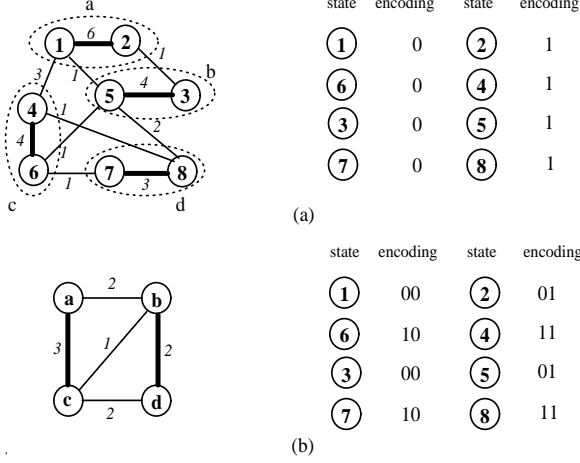 a
state encoding state encoding
1 6 2 1
1 0 2 1
3 1 4 b
6 0 4 1
4 1 5 3
3 0 5 1
4 1 2
7 0 8 1
6 1 7 3 8
c d
(a)
state encoding state encoding
a 2 b
1 00 2 01
3 1 2
6 10 4 11
3 00 5 01
c 2 d
7 10 8 11
(b)